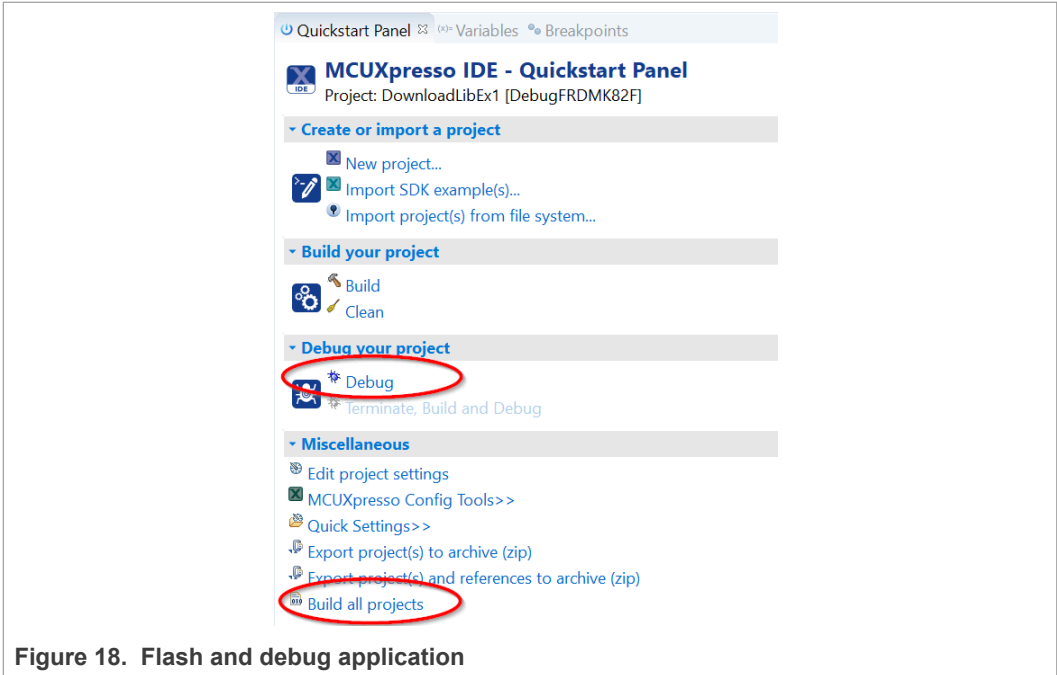 Quickstart Panel (x)= Variables Breakpoints
MCUXpresso IDE - Quickstart Panel
IDE
Project: DownloadLibEx1 [DebugFRDMK82F]
Create or import a project
New project...
Import SDK example(s)...
Import project(s) from file system...
Build your project
Build
Clean
Debug your project
Debug
Terminate, Build and Debug
Miscellaneous
Edit project settings
MCUXpresso Config Tools>>
Quick Settings>>
Export project(s) to archive (zip)
Export project(s) and references to archive (zip)
010 Build all projects
Figure 18. Flash and debug application